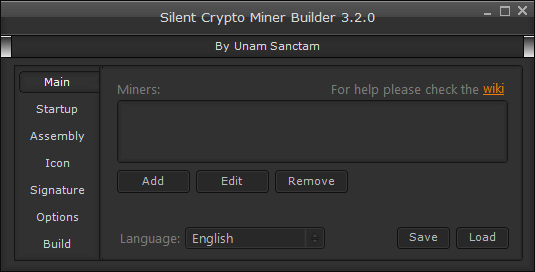 Silent Crypto Miner Builder 3.2.0
By Unam Sanctam
Main
Startup
Assembly
Icon
Signature
Options
Build
Miners:
For help please check the wiki
Add
Edit
Remove
Language:
English
Save
Load